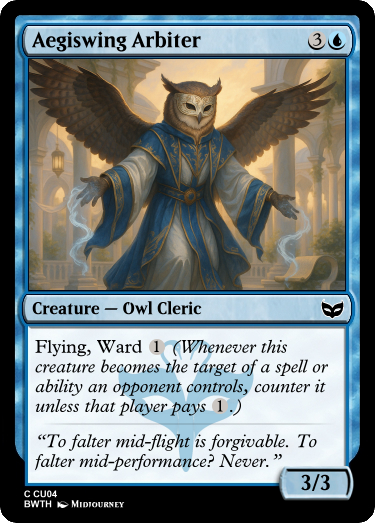 Aegiswing Arbiter 3
Creature — Owl Cleric
Flying, Ward 1 (Whenever this
creature becomes the target of a spell or
ability an opponent controls, counter it
unless that player pays 1.)
“To falter mid-flight is forgivable. To
falter mid-performance? Never.”
3/3
C CU04
BWTH Midjourney